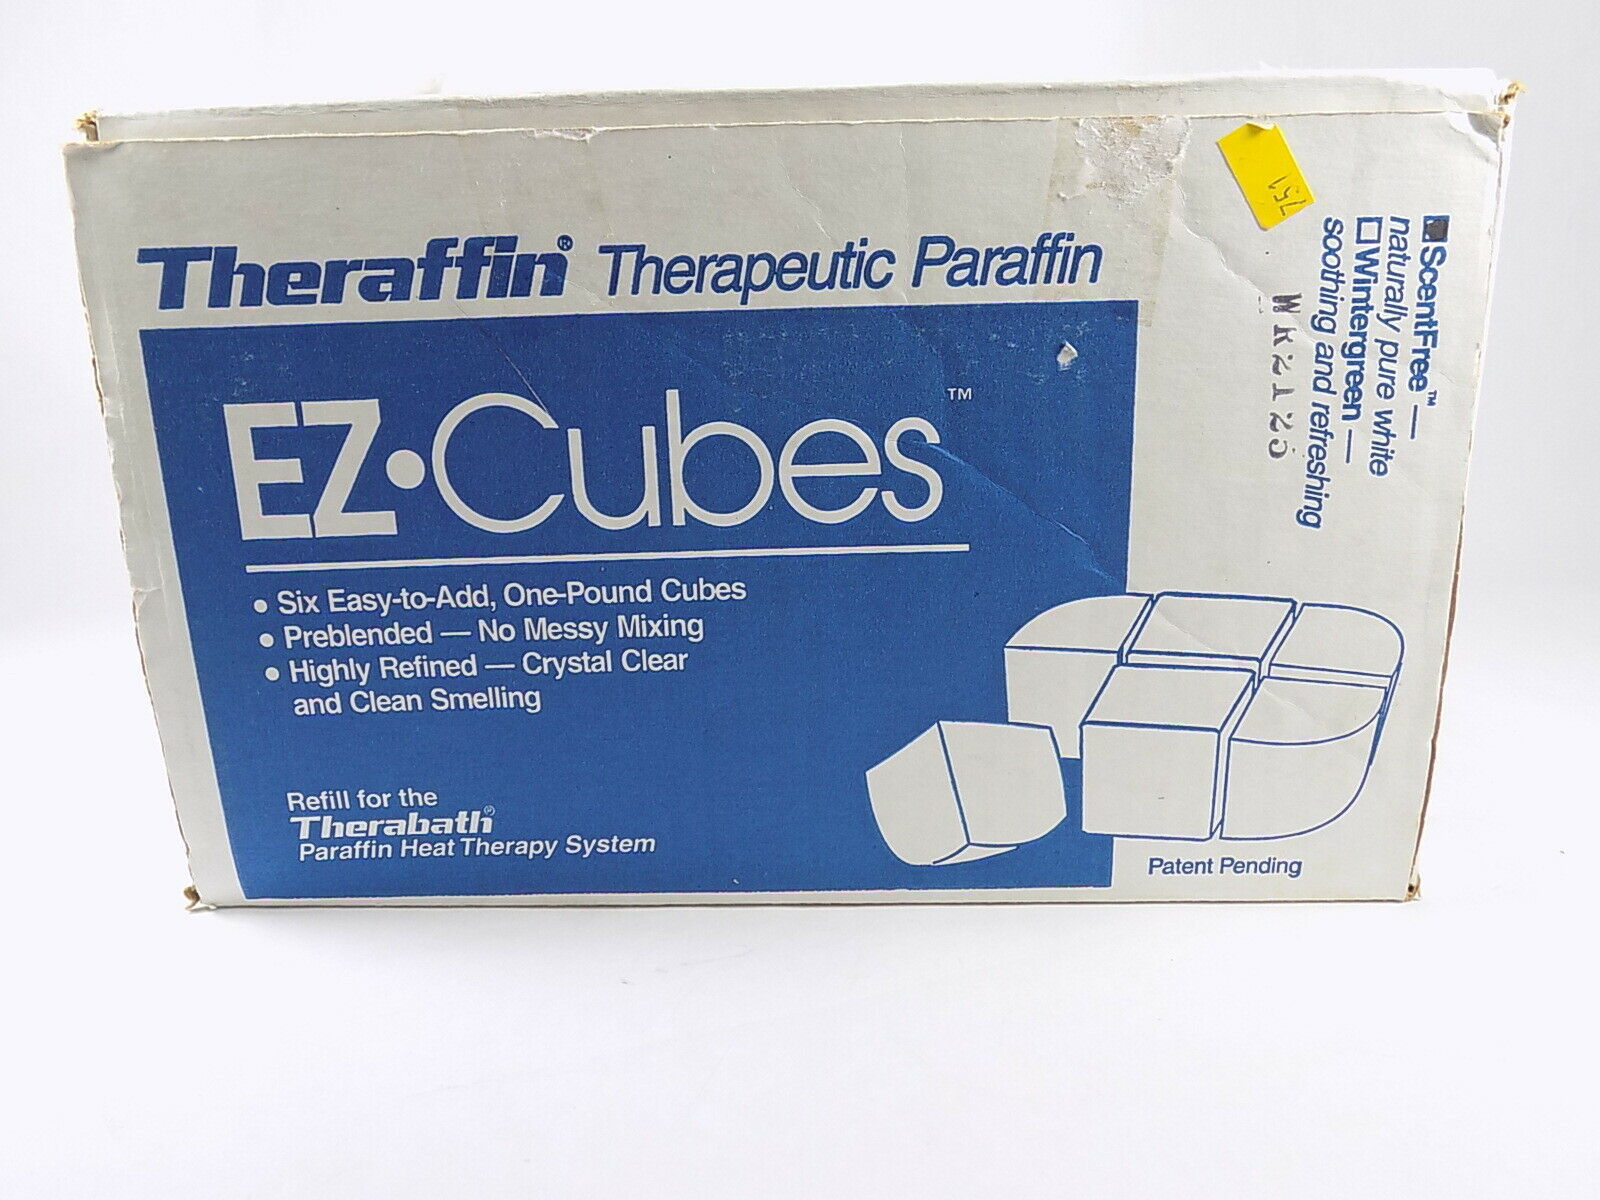 Theraffin® Therapeutic Paraffin
EZ•Cubes™
• Six Easy-to-Add, One-Pound Cubes
• Preblended — No Messy Mixing
• Highly Refined — Crystal Clear
and Clean Smelling
Refill for the
Therabath®
Paraffin Heat Therapy System
Patent Pending
■ScentFree™ —
naturally pure white
□Wintergreen —
soothing and refreshing
WK2125
751